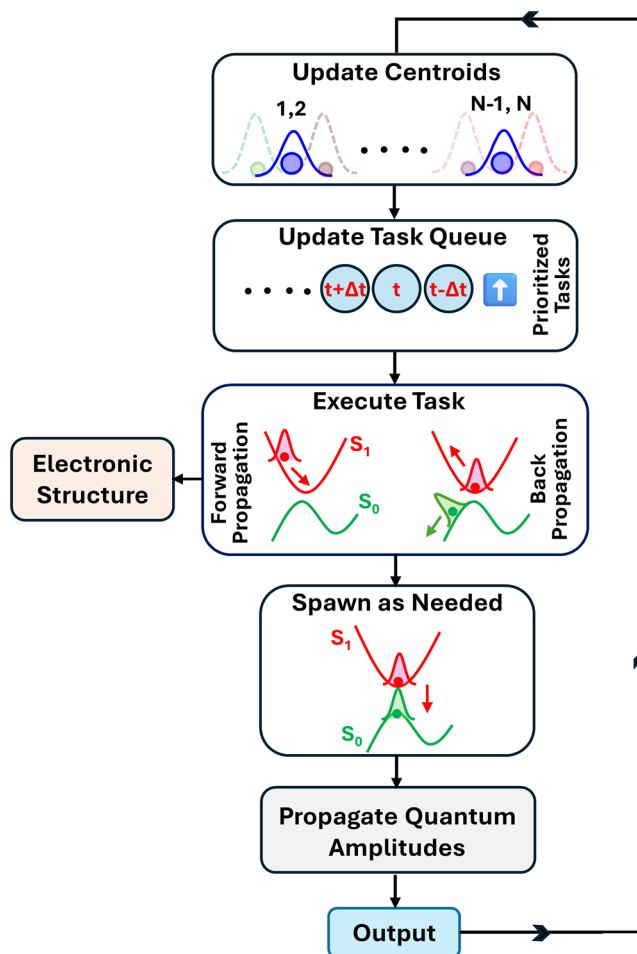 Update Centroids
1,2
N-1, N
Update Task Queue
t+Δt
t
t-Δt
Prioritized
Tasks
Execute Task
Forward
Propagation
S1
S0
Back
Propagation
Electronic
Structure
Spawn as Needed
S1
S0
Propagate Quantum
Amplitudes
Output